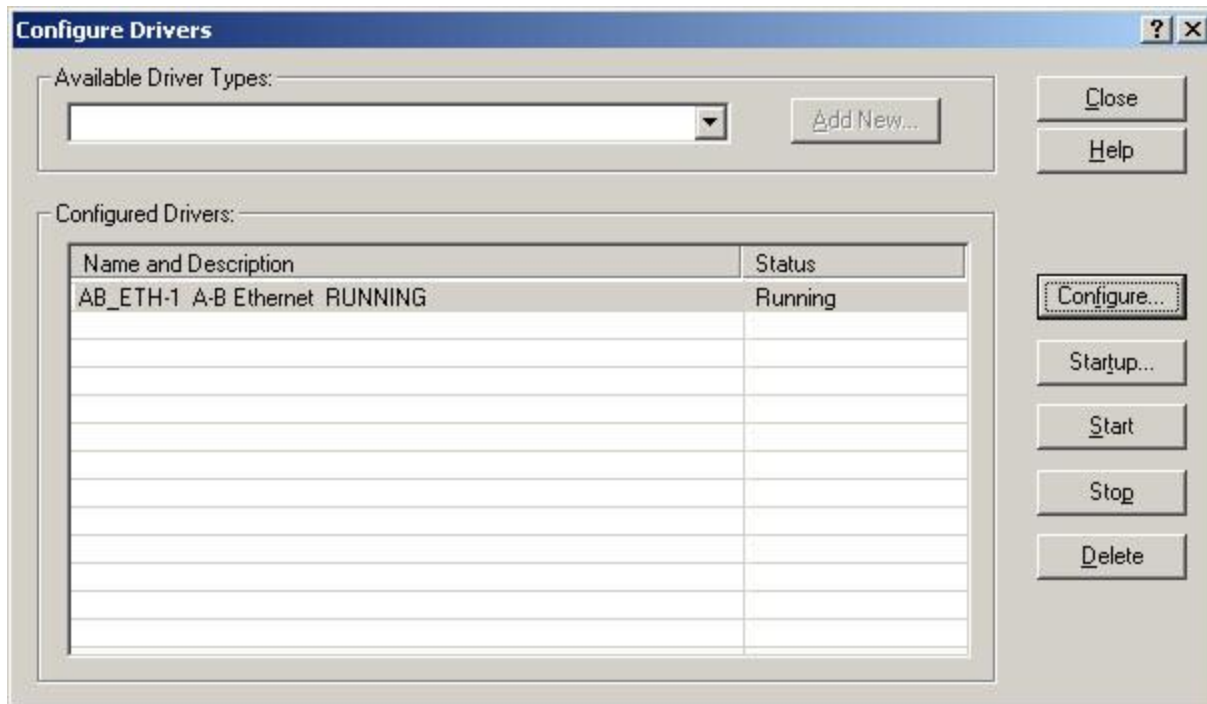 Configure Drivers
Available Driver Types:
Add New...
Close
Help
Configured Drivers:
Name and Description Status
AB_ETH-1 A-B Ethernet RUNNING Running
Configure...
Startup...
Start
Stop
Delete